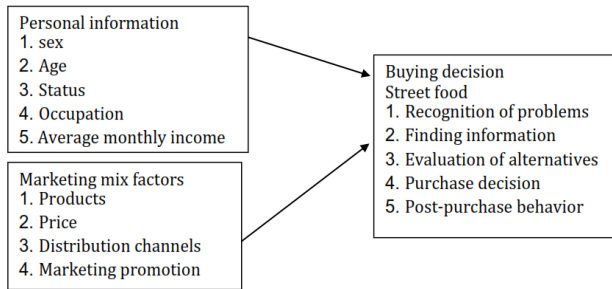 Personal information
1. sex
2. Age
3. Status
4. Occupation
5. Average monthly income
Marketing mix factors
1. Products
2. Price
3. Distribution channels
4. Marketing promotion
Buying decision
Street food
1. Recognition of problems
2. Finding information
3. Evaluation of alternatives
4. Purchase decision
5. Post-purchase behavior